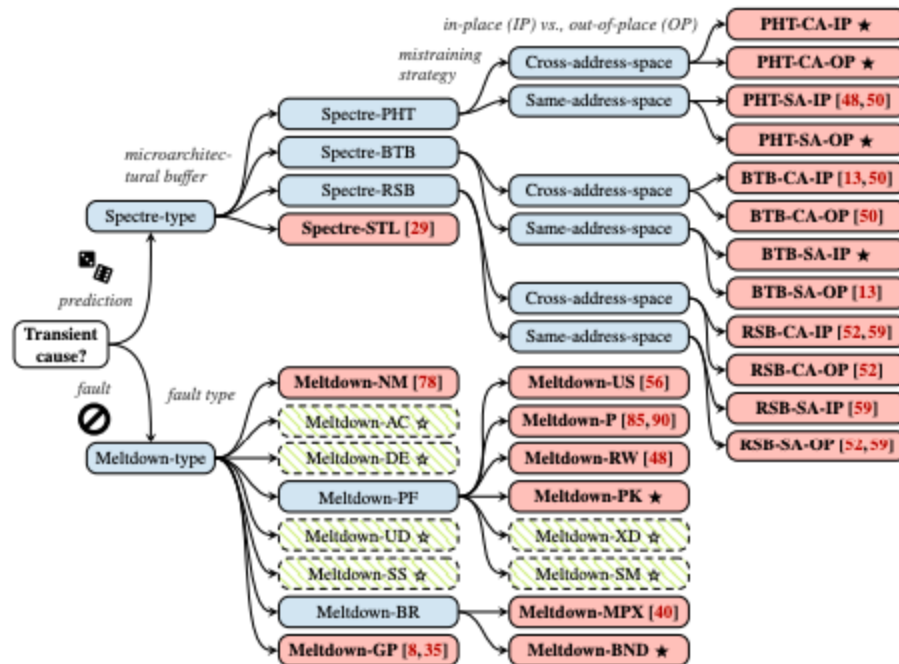 in-place (IP) vs., out-of-place (OP)
mistraining
strategy
microarchitec-
tural buffer
prediction
Transient
cause?
fault
fault type
Spectre-type
Meltdown-type
Spectre-PHT
Spectre-BTB
Spectre-RSB
Spectre-STL [29]
Cross-address-space
Same-address-space
Cross-address-space
Same-address-space
Cross-address-space
Same-address-space
PHT-CA-IP ★
PHT-CA-OP ★
PHT-SA-IP [48, 50]
PHT-SA-OP ★
BTB-CA-IP [13, 50]
BTB-CA-OP [50]
BTB-SA-IP ★
BTB-SA-OP [13]
RSB-CA-IP [52, 59]
RSB-CA-OP [52]
RSB-SA-IP [59]
RSB-SA-OP [52, 59]
Meltdown-NM [78]
Meltdown-AC ☆
Meltdown-DE ☆
Meltdown-PF
Meltdown-UD ☆
Meltdown-SS ☆
Meltdown-BR
Meltdown-GP [8, 35]
Meltdown-US [56]
Meltdown-P [85, 90]
Meltdown-RW [48]
Meltdown-PK ★
Meltdown-XD ☆
Meltdown-SM ☆
Meltdown-MPX [40]
Meltdown-BND ★